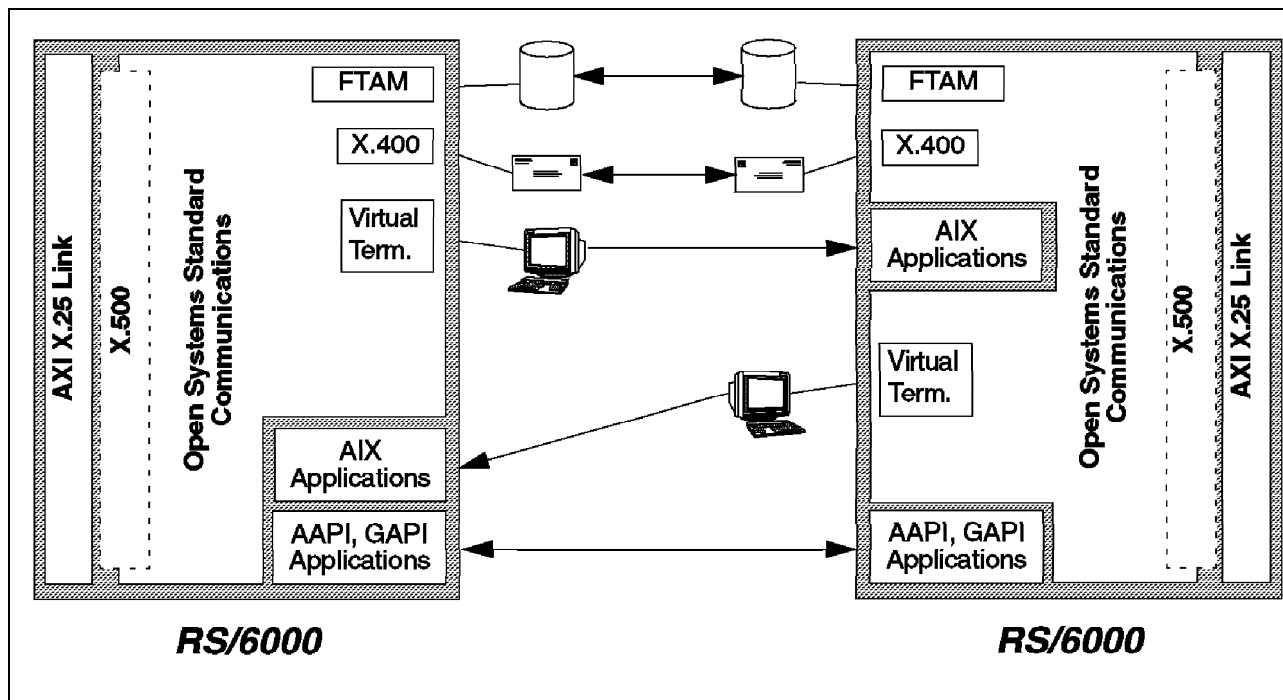 AXI X.25 Link
X.500
Open Systems Standard
Communications
FTAM
X.400
Virtual
Term.
AIX
Applications
AAPI, GAPI
Applications
RS/6000
FTAM
X.400
AIX
Applications
Virtual
Term.
AAPI, GAPI
Applications
Open Systems Standard
Communications
X.500
AXI X.25 Link
RS/6000